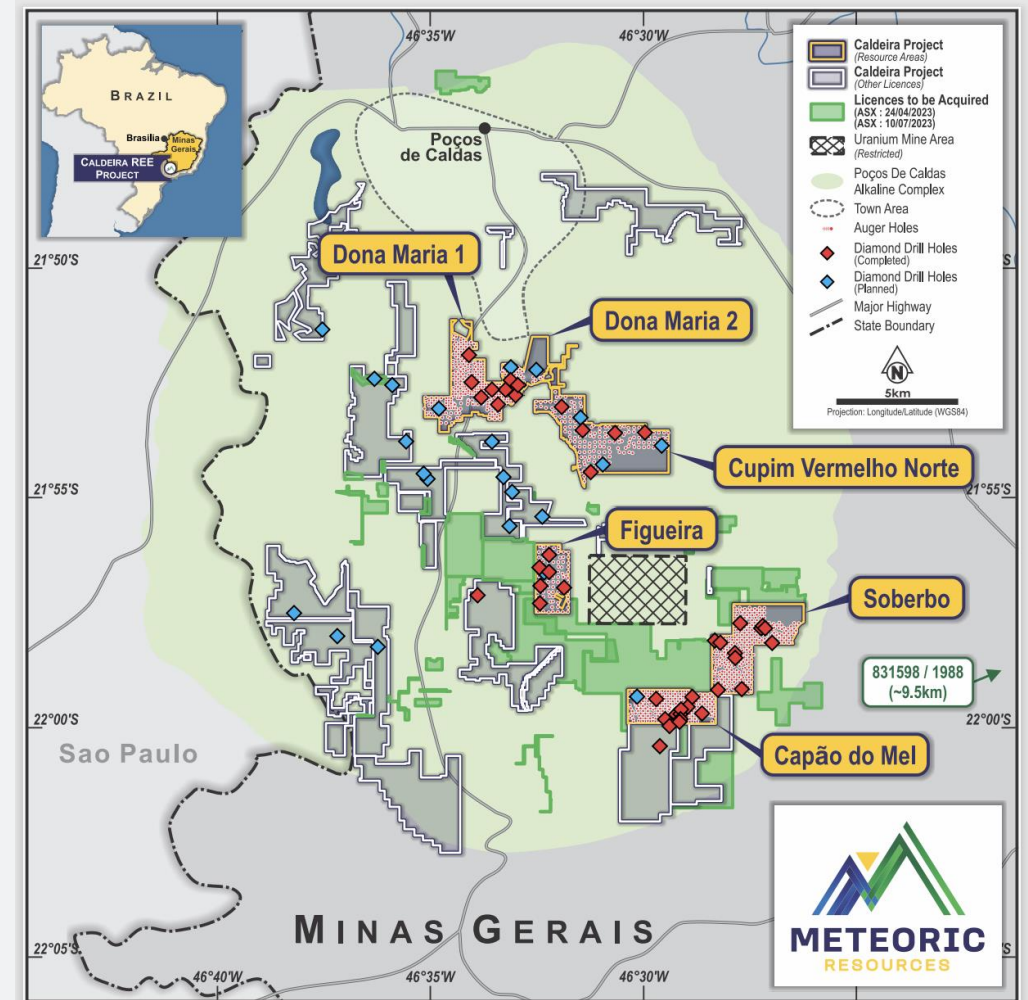 46°35'W
46°30'W
BRAZIL
Brasilia
Minas
Gerais
CALDEIRA REE
PROJECT
Caldeira Project
(Resource Areas)
Caldeira Project
(Other Licences)
Licences to be Acquired
(ASX : 24/04/2023)
(ASX : 10/07/2023)
Uranium Mine Area
(Restricted)
Poços De Caldas
Alkaline Complex
Town Area
Auger Holes
Diamond Drill Holes
(Completed)
Diamond Drill Holes
(Planned)
Major Highway
State Boundary
N
5km
Projection: Longitude/Latitude (WGS84)
Poços
de Caldas
21°50'S
S
Dona Maria 1
Dona Maria 2
Cupim Vermelho Norte
21°55'S
21°55'S
Figueira
Soberbo
831598 / 1988
(~9.5km)
22°00'S
22°00'S
Sao Paulo
Capão do Mel
MINAS GERAIS
METEORIC
RESOURCES
22°05'S
'S
46°40'W
46°35'W
46°30'W